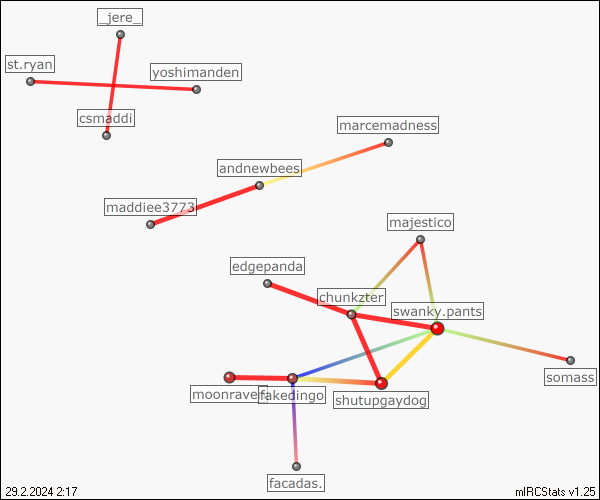 _jere_
st.ryan
yoshimanden
csmaddi
marcemadness
andnewbees
maddiee3773
majestico
edgepanda
chunkzter
swanky.pants
somass
moonrave
fakedingo
shutupgaydog
facadas.
29.2.2024 2:17
mIRCStats v1.25